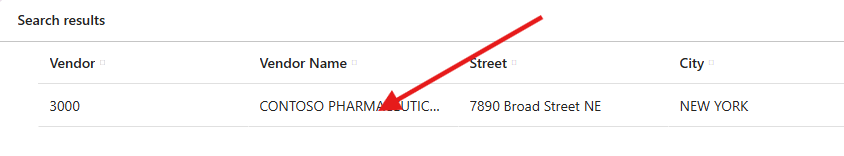 Search results
Vendor Vendor Name Street City
3000 CONTOSO PHARMACEUTIC... 7890 Broad Street NE NEW YORK